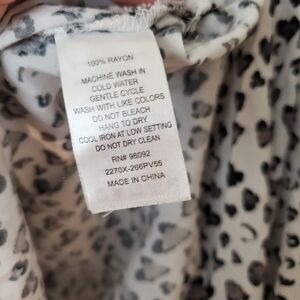 100% RAYON
MACHINE WASH IN
COLD WATER
GENTLE CYCLE
WASH WITH LIKE COLORS
DO NOT BLEACH
HANG TO DRY
COOL IRON AT LOW SETTING
DO NOT DRY CLEAN
RN# 96092
2270X-266PV55
MADE IN CHINA